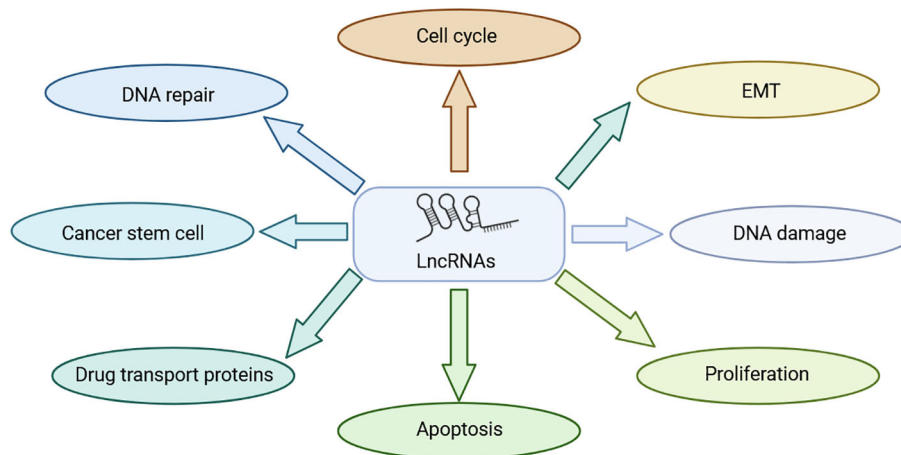 Cell cycle
DNA repair
EMT
Cancer stem cell
LncRNAs
DNA damage
Drug transport proteins
Proliferation
Apoptosis